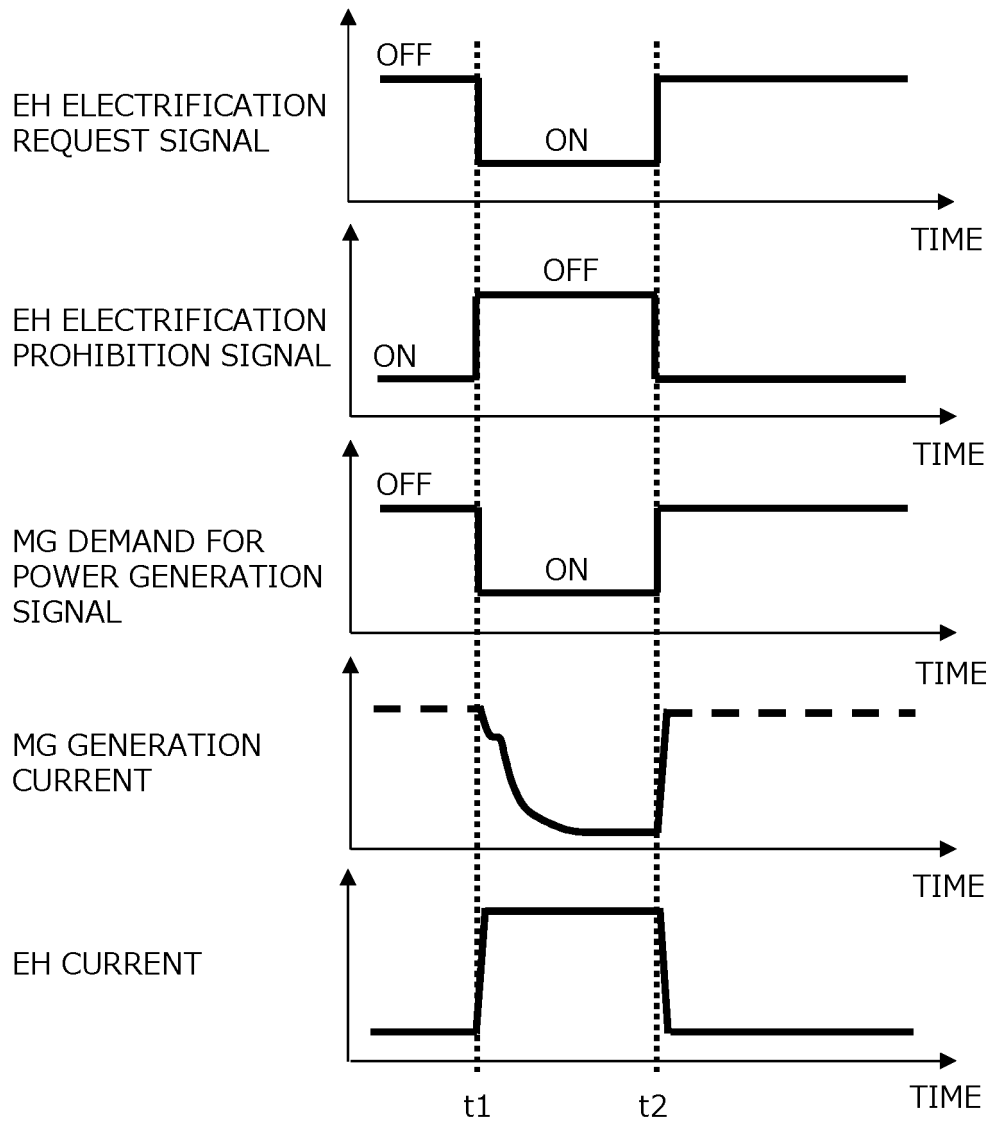 OFF
EH ELECTRIFICATION
REQUEST SIGNAL
ON
TIME
OFF
EH ELECTRIFICATION
PROHIBITION SIGNAL
ON
TIME
OFF
MG DEMAND FOR
POWER GENERATION
SIGNAL
ON
TIME
MG GENERATION
CURRENT
TIME
EH CURRENT
TIME
t1
t2